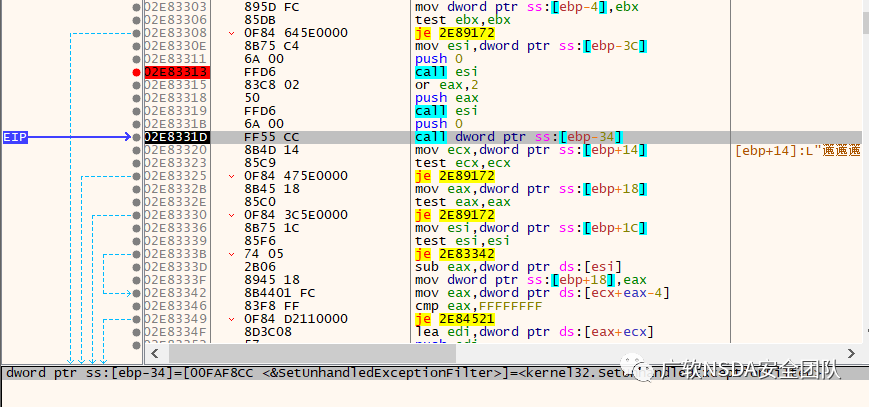 02E83303 895D FC mov dword ptr ss:[ebp-4],ebx
02E83306 85DB test ebx,ebx
02E83308 0F84 645E0000 je 2E89172
02E8330E 8B75 C4 mov esi,dword ptr ss:[ebp-3C]
02E83311 6A 00 push 0
02E83313 FFD6 call esi
02E83315 83C8 02 or eax,2
02E83318 50 push eax
02E83319 FFD6 call esi
02E8331B 6A 00 push 0
EIP 02E8331D FF55 CC call dword ptr ss:[ebp-34]
02E83320 8B4D 14 mov ecx,dword ptr ss:[ebp+14] [ebp+14]:L"
02E83323 85C9 test ecx,ecx
02E83325 0F84 475E0000 je 2E89172
02E8332B 8B45 18 mov eax,dword ptr ss:[ebp+18]
02E8332E 85C0 test eax,eax
02E83330 0F84 3C5E0000 je 2E89172
02E83336 8B75 1C mov esi,dword ptr ss:[ebp+1C]
02E83339 85F6 test esi,esi
02E8333B 74 05 je 2E83342
02E8333D 2B06 sub eax,dword ptr ds:[esi]
02E8333F 8945 18 mov dword ptr ss:[ebp+18],eax
02E83342 8B4401 FC mov eax,dword ptr ds:[ecx+eax-4]
02E83346 83F8 FF cmp eax,FFFFFFFF
02E83349 0F84 D2110000 je 2E84521
02E8334F 8D3C08 lea edi,dword ptr ds:[eax+ecx]
dword ptr ss:[ebp-34]=[00FAF8CC <&SetUnhandledExceptionFilter>]=<kernel32.
广软NSDA安全团队